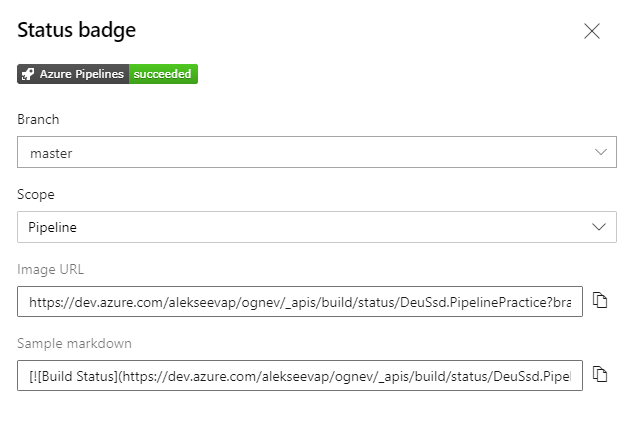 Status badge
Azure Pipelines succeeded
Branch
master
Scope
Pipeline
Image URL
https://dev.azure.com/alekseevap/ognev/_apis/build/status/DeuSsd.PipelinePractice?bra
Sample markdown
[![Build Status](https://dev.azure.com/alekseevap/ognev/_apis/build/status/DeuSsd.Pipel